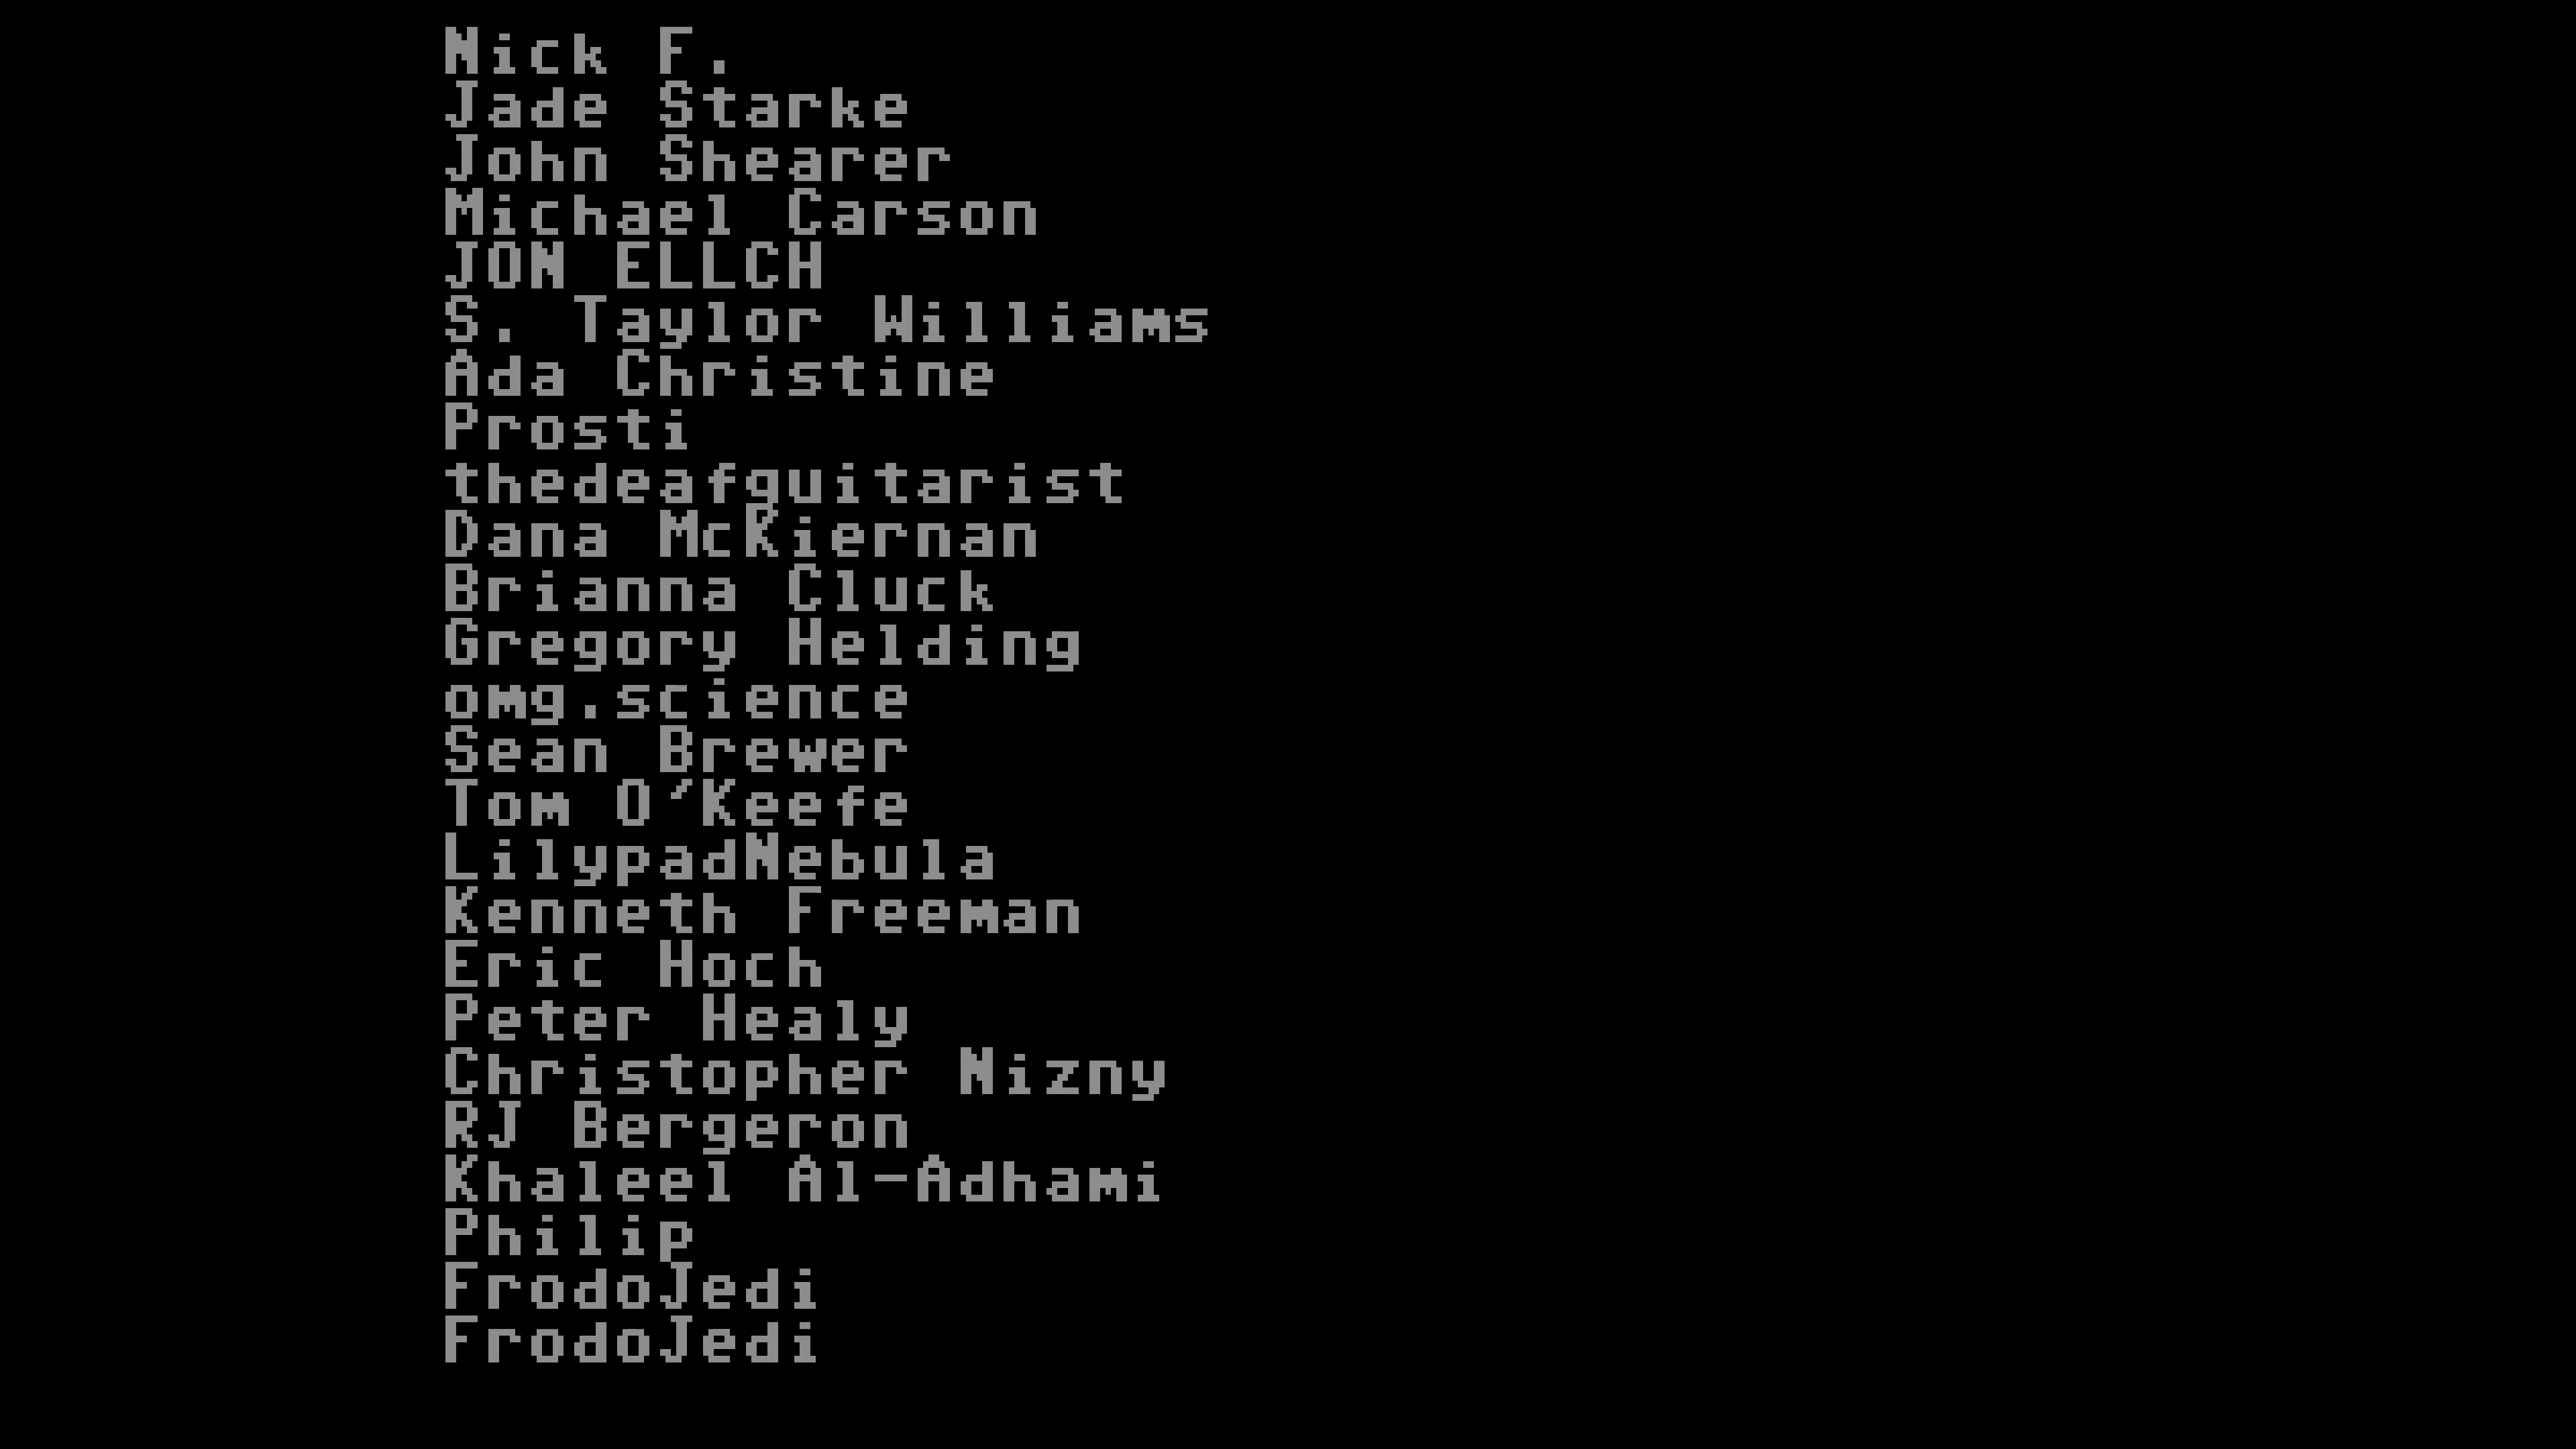 Nick F.
Jade Starke
John Shearer
Michael Carson
JON ELLCH
S. Taylor Williams
Ada Christine
Prosti
thedeafguitarist
Dana McKiernan
Brianna Cluck
Gregory Helding
omg.science
Sean Brewer
Tom O'Keefe
LilypadNebula
Kenneth Freeman
Eric Hoch
Peter Healy
Christopher Nizny
RJ Bergeron
Khaleel Al-Adhami
Philip
FrodoJedi
FrodoJedi